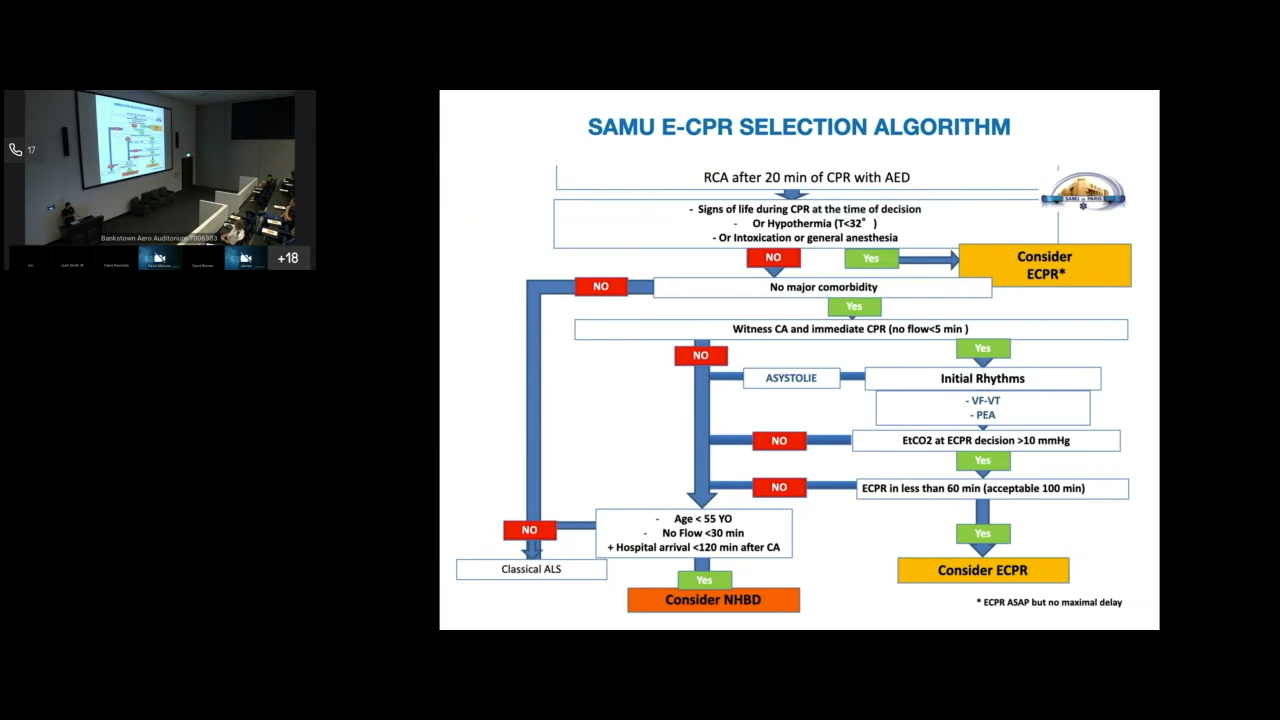 17
Bankstown Aero Auditorium 7006383
+18
SAMU E-CPR SELECTION ALGORITHM
RCA after 20 min of CPR with AED
SAMU DE PARIS
- Signs of life during CPR at the time of decision
- Or Hypothermia (T<32° )
- Or Intoxication or general anesthesia
NO
Yes
Consider
ECPR*
NO
No major comorbidity
Yes
Witness CA and immediate CPR (no flow<5 min )
NO
Yes
ASYSTOLIE
Initial Rhythms
- VF-VT
- PEA
NO
EtCO2 at ECPR decision >10 mmHg
Yes
NO
ECPR in less than 60 min (acceptable 100 min)
- Age < 55 YO
- No Flow <30 min
+ Hospital arrival <120 min after CA
NO
Yes
Classical ALS
Consider ECPR
Yes
Consider NHBD
* ECPR ASAP but no maximal delay